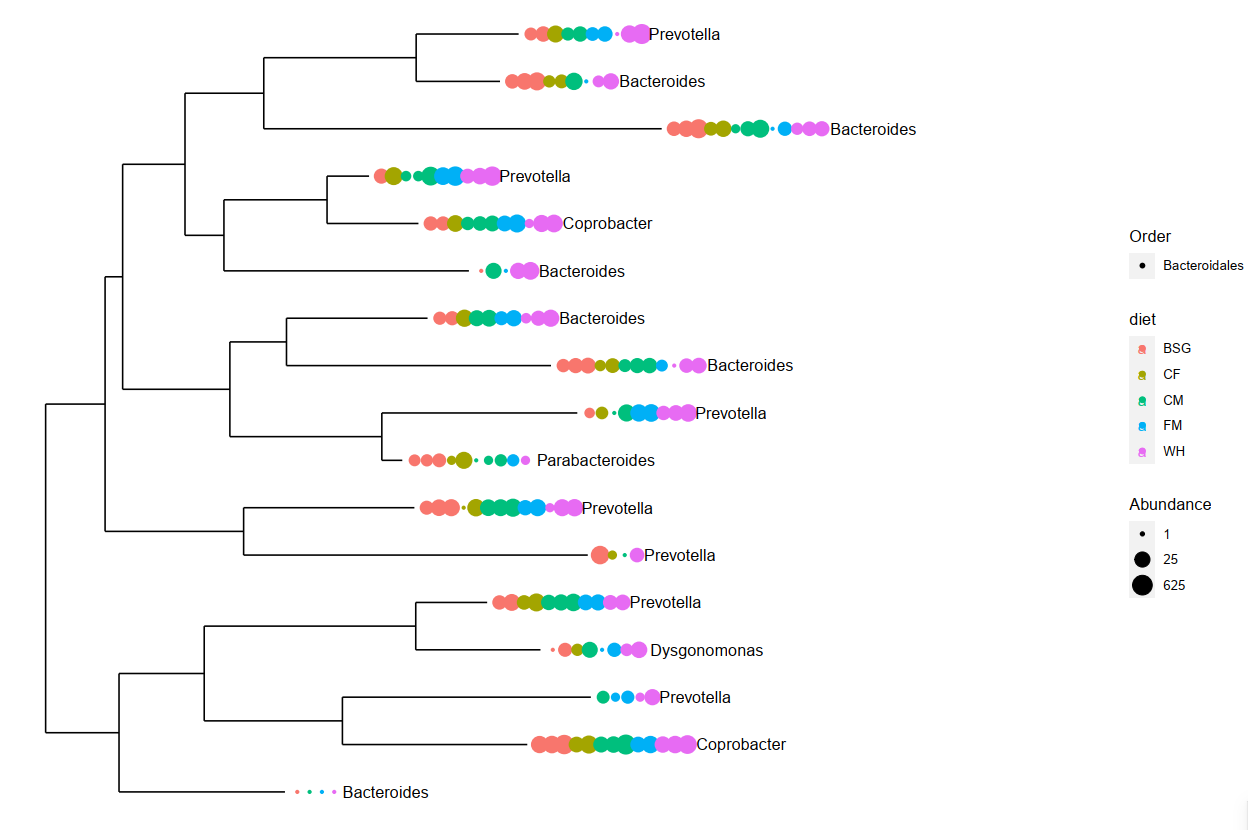 Prevotella
Bacteroides
Bacteroides
Prevotella
Coprobacter
Bacteroides
Bacteroides
Bacteroides
Prevotella
Parabacteroides
Prevotella
Prevotella
Prevotella
Dysgonomonas
Prevotella
Coprobacter
Bacteroides
Order
Bacteroidales
diet
a BSG
a CF
a CM
a FM
a WH
Abundance
1
25
625